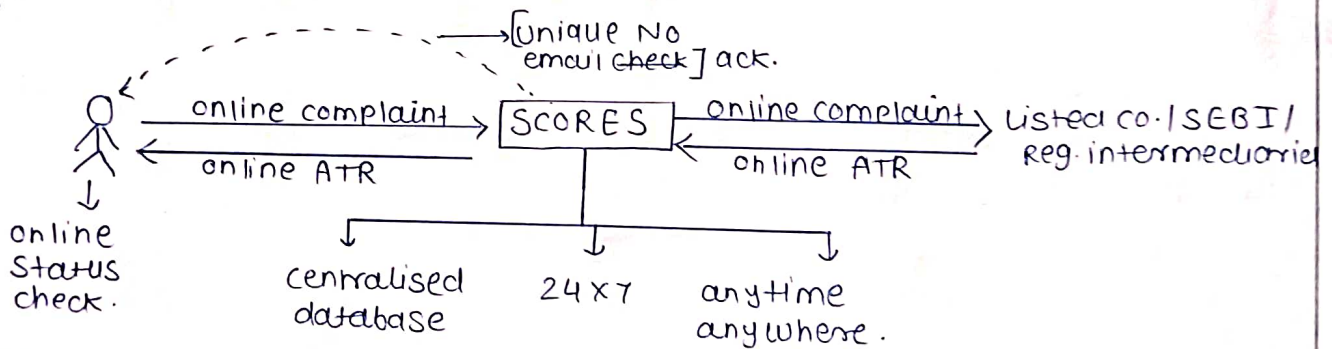 [unique No
email check] ack.
online complaint
SCORES
online complaint
Listed co. / SEBI /
Reg. intermediaries
online ATR
online ATR
online
status
check.
centralised
database
24x7
anytime
anywhere.